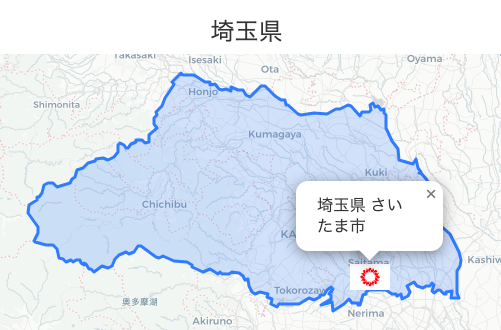 埼玉県
Takasaki
Isesaki
Oyama
Ota
Honjo
Shimonita
Kumagaya
Kuki
×
埼玉県 さい
たま市
Chichibu
KA
Saitama
Kashiw
奥多摩湖
Tokorozawa
Akiruno
Nerima